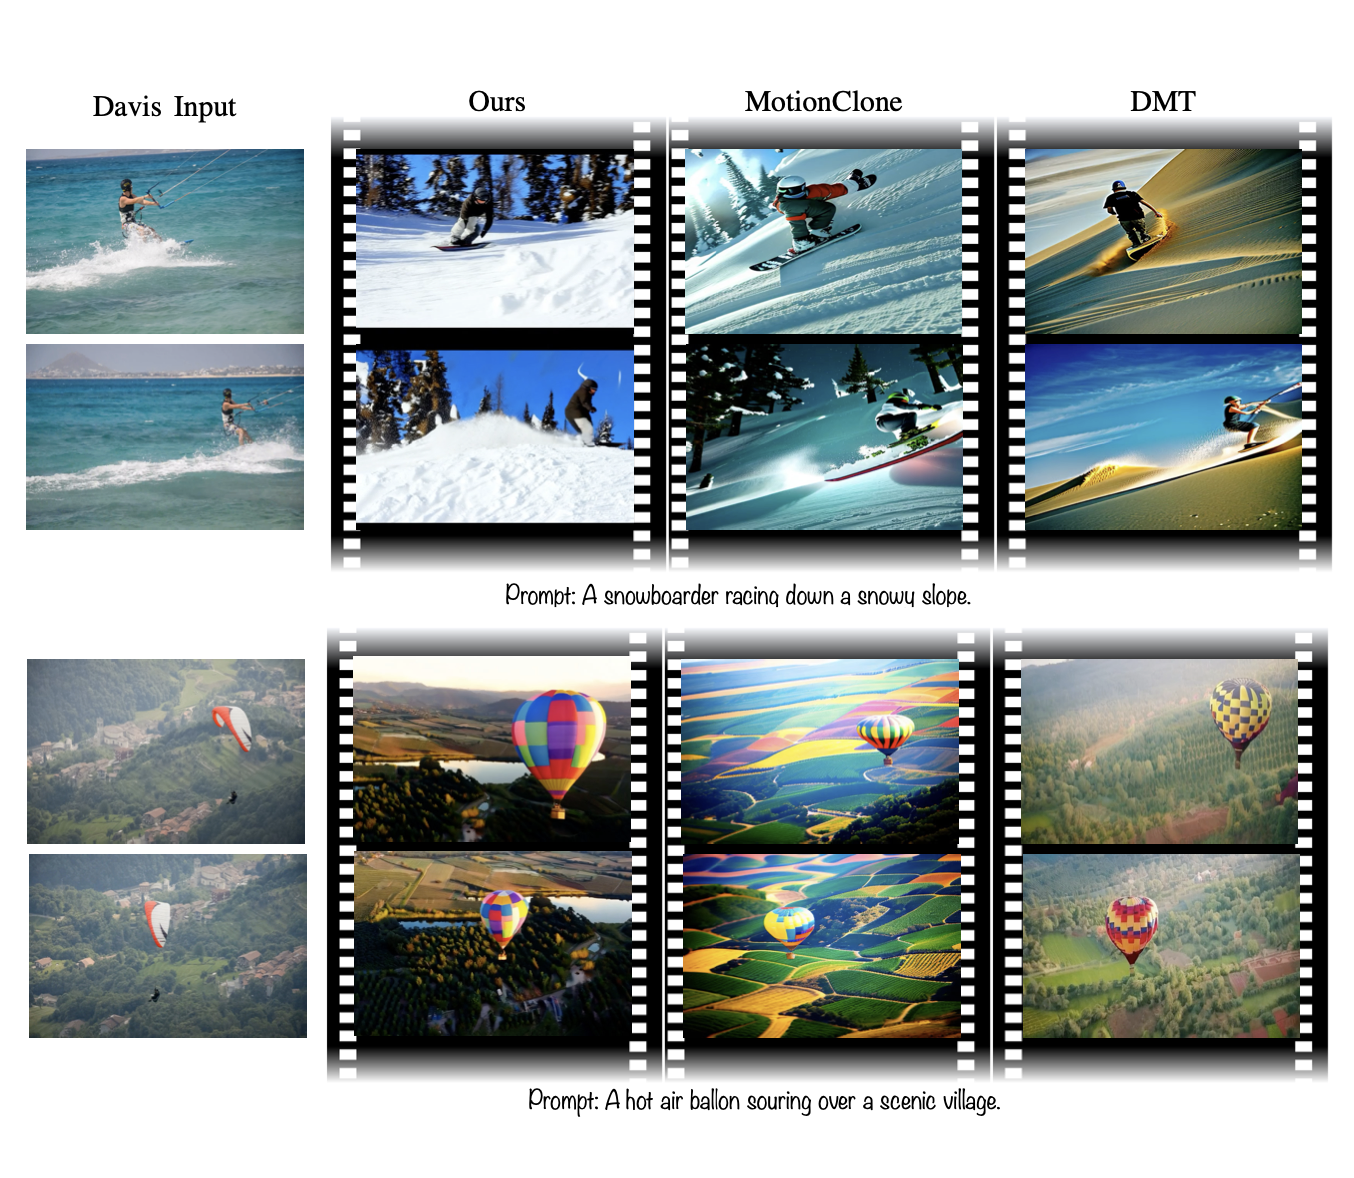 Davis Input
Ours
MotionClone
DMT
Prompt: A snowboarder racing down a snowy slope.
Prompt: A hot air ballon souring over a scenic village.